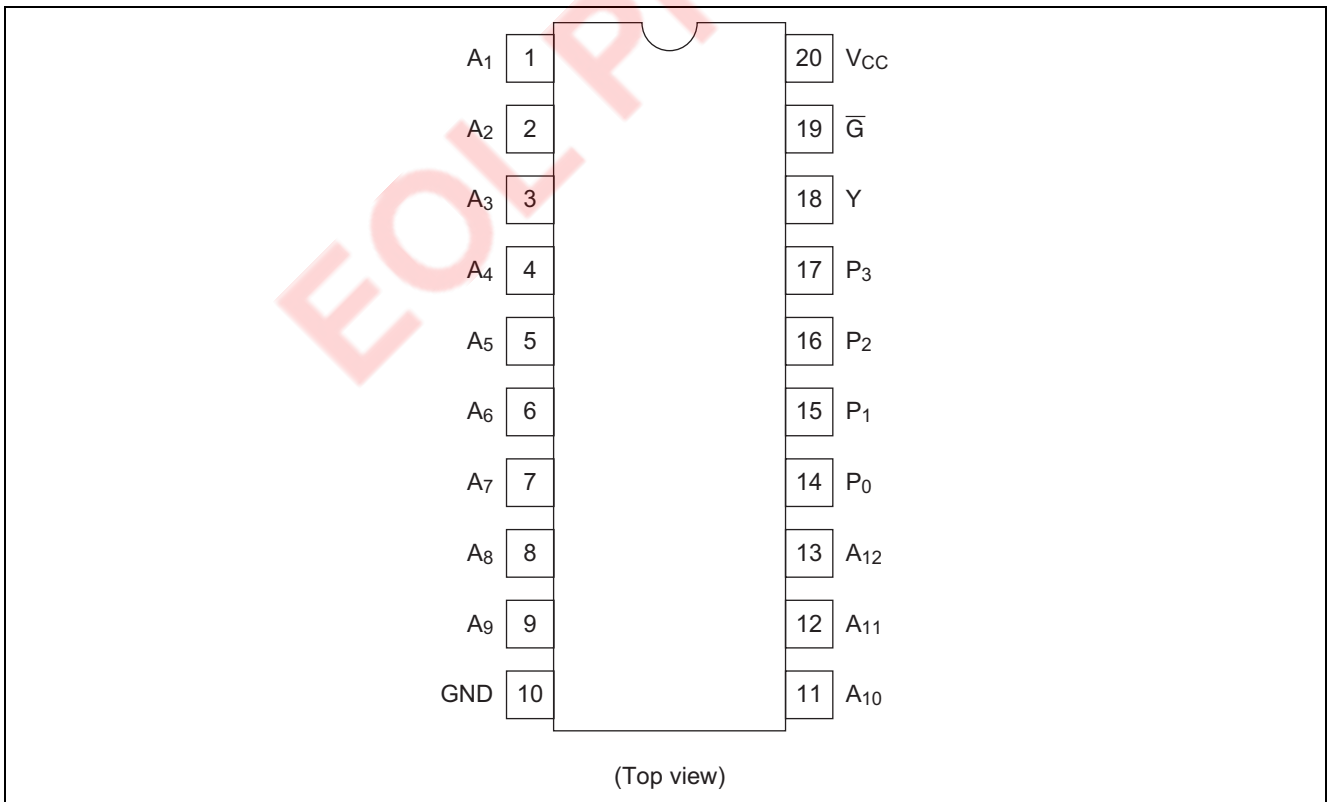 EOL P
A1 1 20 VCC
A2 2 19 G̅
A3 3 18 Y
A4 4 17 P3
A5 5 16 P2
A6 6 15 P1
A7 7 14 P0
A8 8 13 A12
A9 9 12 A11
GND 10 11 A10
(Top view)